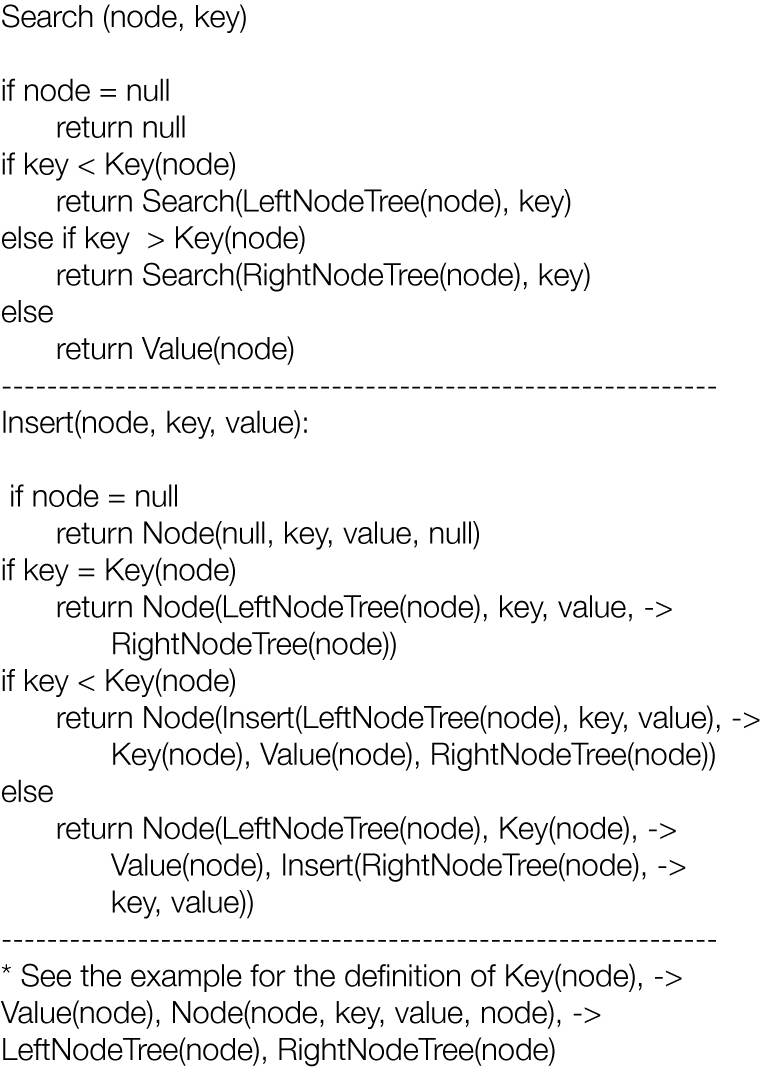 Search (node, key)
if node = null
return null
if key < Key(node)
return Search(LeftNodeTree(node), key)
else if key  > Key(node)
return Search(RightNodeTree(node), key)
else
return Value(node)
---------------------------------------------------------------
Insert(node, key, value):
if node = null
return Node(null, key, value, null)
if key = Key(node)
return Node(LeftNodeTree(node), key, value, ->
RightNodeTree(node))
if key < Key(node)
return Node(Insert(LeftNodeTree(node), key, value), ->
Key(node), Value(node), RightNodeTree(node))
else
return Node(LeftNodeTree(node), Key(node), ->
Value(node), Insert(RightNodeTree(node), ->
key, value))
---------------------------------------------------------------
* See the example for the definition of Key(node), ->
Value(node), Node(node, key, value, node), ->
LeftNodeTree(node), RightNodeTree(node)